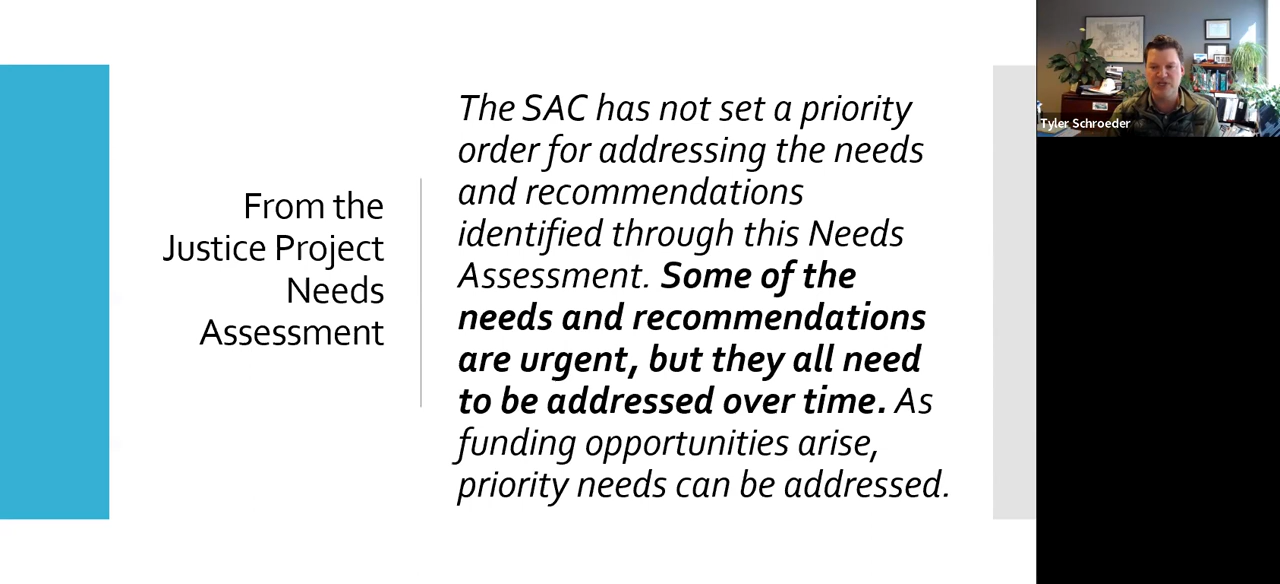 From the
Justice Project
Needs
Assessment
The SAC has not set a priority
order for addressing the needs
and recommendations
identified through this Needs
Assessment. Some of the
needs and recommendations
are urgent, but they all need
to be addressed over time. As
funding opportunities arise,
priority needs can be addressed.
Tyler Schroeder